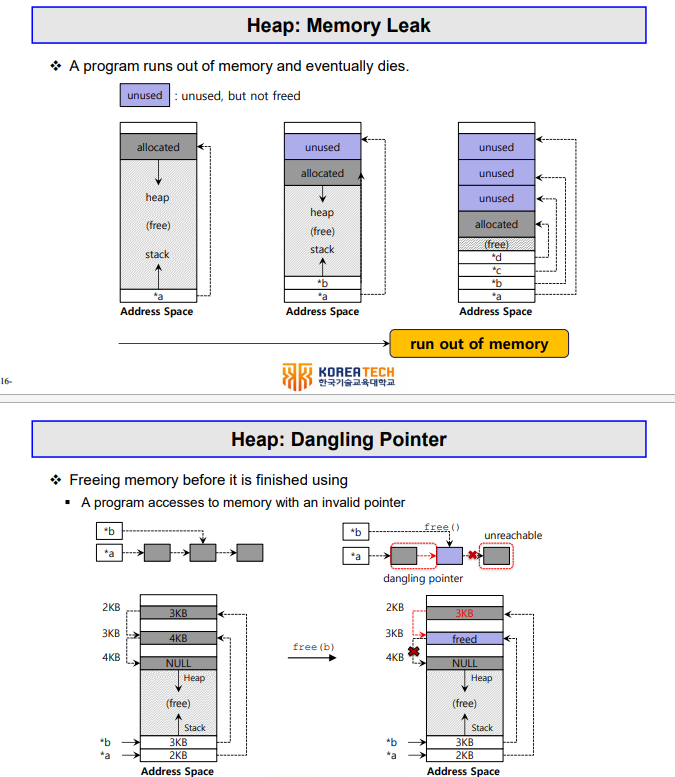 Heap: Memory Leak
❖ A program runs out of memory and eventually dies.
unused : unused, but not freed
allocated
heap
(free)
stack
*a
Address Space
unused
allocated
heap
(free)
stack
*b
*a
Address Space
unused
unused
unused
allocated
(free)
*d
*c
*b
*a
Address Space
run out of memory
16-
KOREATECH
한국기술교육대학교
Heap: Dangling Pointer
❖ Freeing memory before it is finished using
▪ A program accesses to memory with an invalid pointer
*b
*a
*b
free()
unreachable
*a
dangling pointer
2KB
3KB
3KB
4KB
4KB
NULL
Heap
(free)
Stack
*b
3KB
*a
2KB
Address Space
free(b)
2KB
3KB
3KB
freed
4KB
NULL
Heap
(free)
Stack
*b
3KB
*a
2KB
Address Space